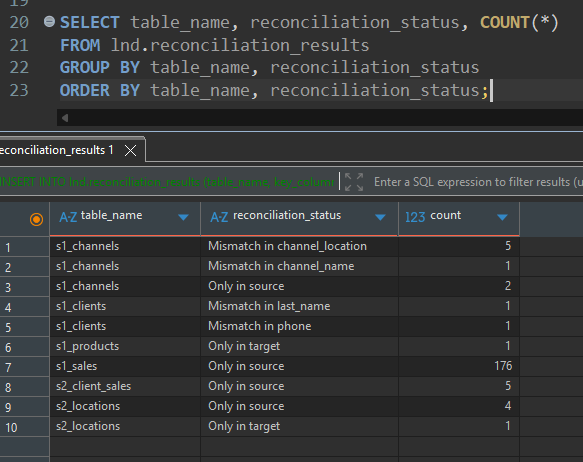 19
20 SELECT table_name, reconciliation_status, COUNT(*)
21 FROM lnd.reconciliation_results
22 GROUP BY table_name, reconciliation_status
23 ORDER BY table_name, reconciliation_status;
econciliation_results 1
INSERT INTO lnd.reconciliation_results (table_name, key_column Enter a SQL expression to filter results (u
A-Z table_name A-Z reconciliation_status 123 count
1 s1_channels Mismatch in channel_location 5
2 s1_channels Mismatch in channel_name 1
3 s1_channels Only in source 2
4 s1_clients Mismatch in last_name 1
5 s1_clients Mismatch in phone 1
6 s1_products Only in target 1
7 s1_sales Only in source 176
8 s2_client_sales Only in source 5
9 s2_locations Only in source 4
10 s2_locations Only in target 1